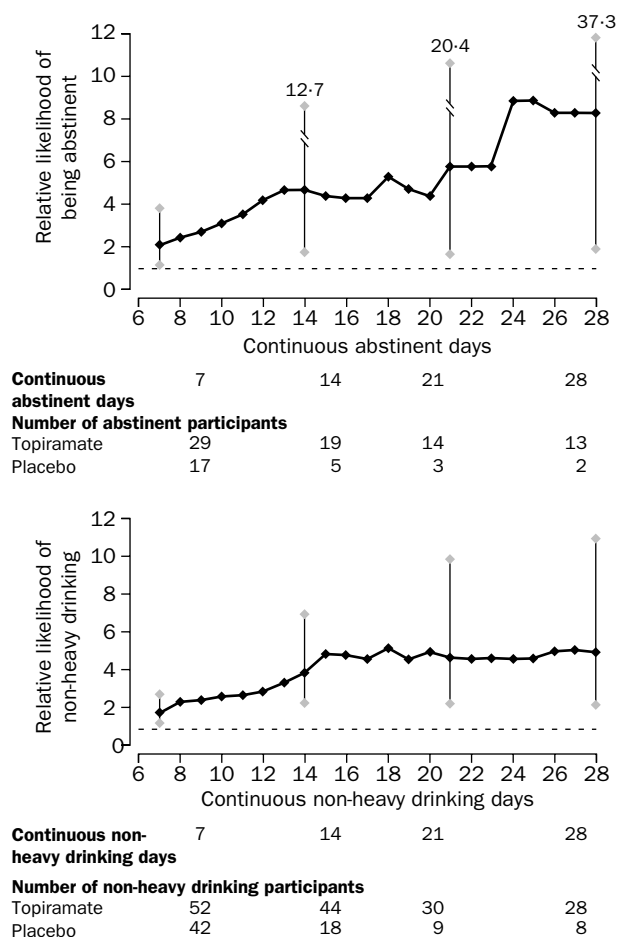 37·3
20·4
12·7
12
10
8
6
4
2
0
Relative likelihood of
being abstinent
6 8 10 12 14 16 18 20 22 24 26 28
Continuous abstinent days
Continuous 7 14 21 28
abstinent days
Number of abstinent participants
Topiramate 29 19 14 13
Placebo 17 5 3 2
12
10
8
6
4
2
0
Relative likelihood of
non-heavy drinking
6 8 10 12 14 16 18 20 22 24 26 28
Continuous non-heavy drinking days
Continuous non- 7 14 21 28
heavy drinking days
Number of non-heavy drinking participants
Topiramate 52 44 30 28
Placebo 42 18 9 8